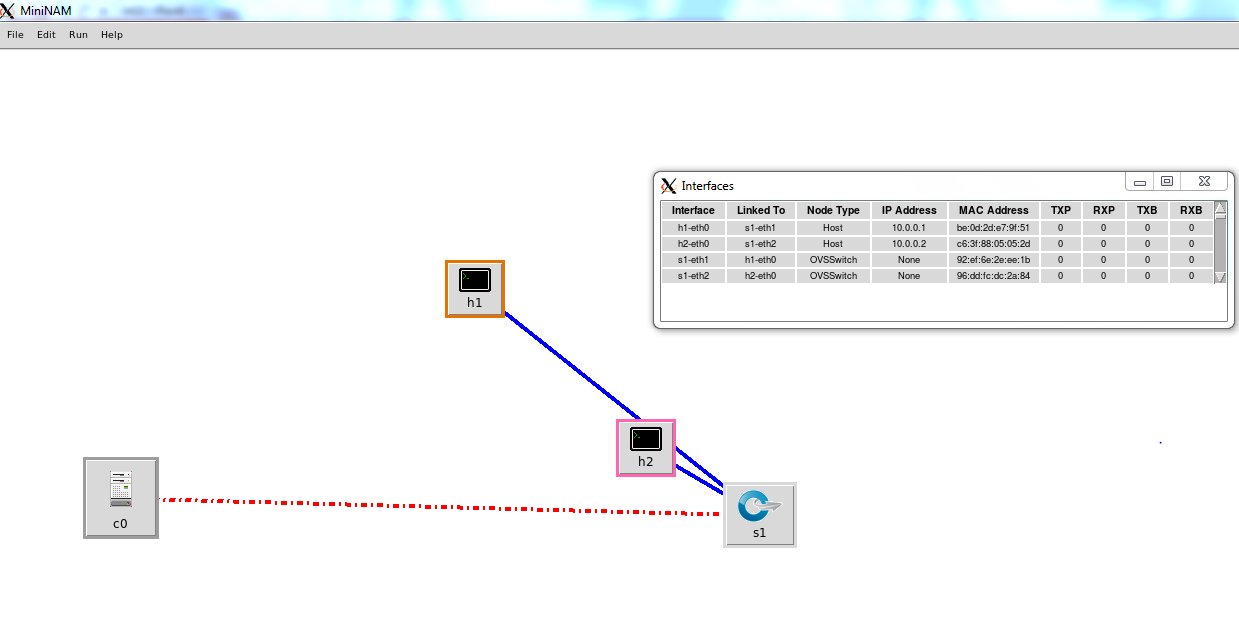 MiniNAM
File Edit Run Help
Interfaces
Interface Linked To Node Type IP Address MAC Address TXP RXP TXB RXB
h1-eth0 s1-eth1 Host 10.0.0.1 be:0d:2d:e7:9f:51 0 0 0 0
h2-eth0 s1-eth2 Host 10.0.0.2 c6:3f:88:05:05:2d 0 0 0 0
s1-eth1 h1-eth0 OVSSwitch None 92:ef:6e:2e:ee:1b 0 0 0 0
s1-eth2 h2-eth0 OVSSwitch None 96:dd:fc:dc:2a:84 0 0 0 0
h1
h2
c0
s1